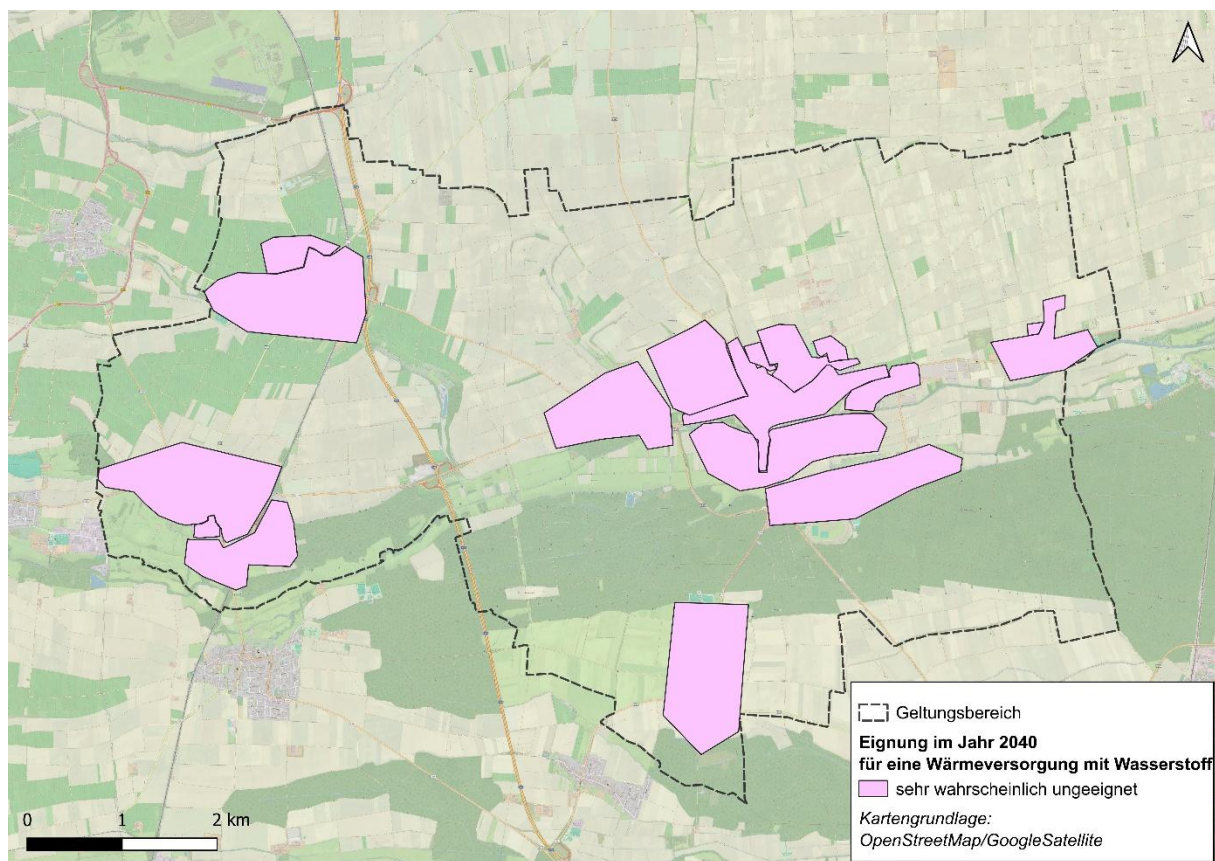 Geltungsbereich
Eignung im Jahr 2040
für eine Wärmeversorgung mit Wasserstoff
sehr wahrscheinlich ungeeignet
Kartengrundlage:
OpenStreetMap/GoogleSatellite
0 1 2 km